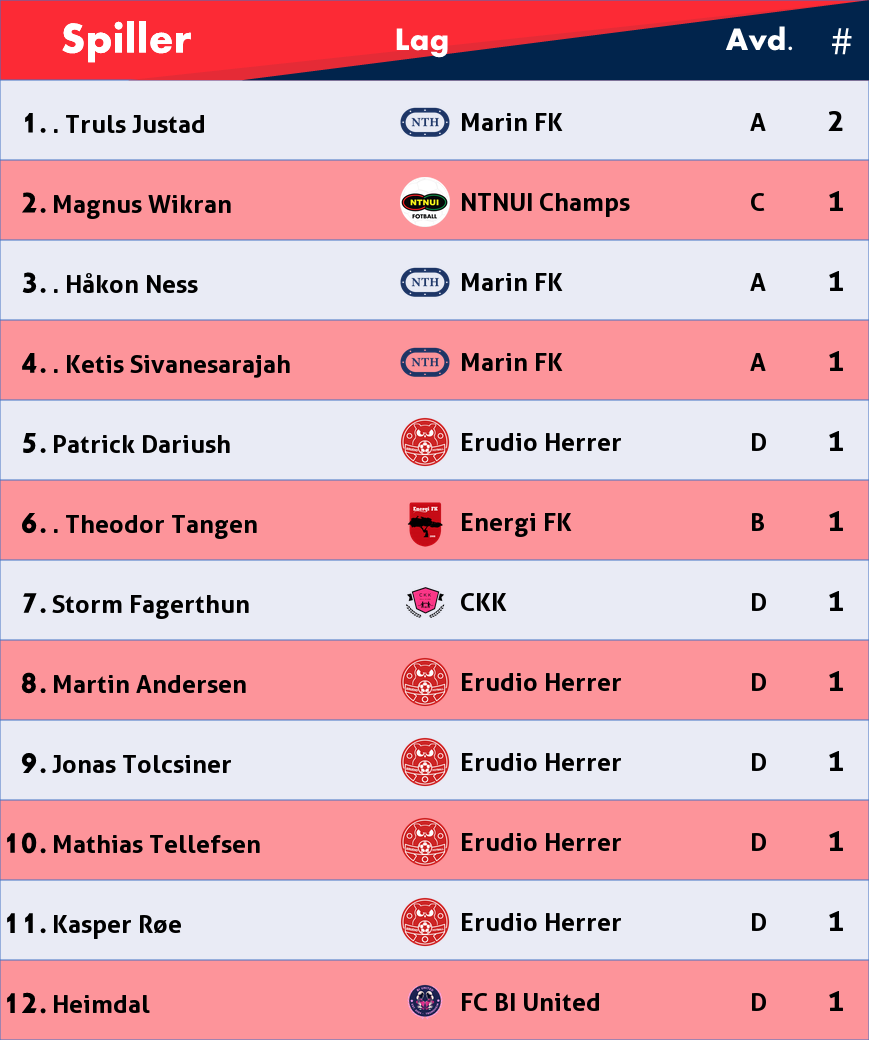 Spiller Lag Avd. #
1. . Truls Justad NTH Marin FK A 2
2. Magnus Wikran NTNUI FOTBALL NTNUI Champs C 1
3. . Håkon Ness NTH Marin FK A 1
4. . Ketis Sivanesarajah NTH Marin FK A 1
5. Patrick Dariush Erudio Herrer D 1
6. . Theodor Tangen Energi FK Energi FK B 1
7. Storm Fagerthun CKK CKK D 1
8. Martin Andersen Erudio Herrer D 1
9. Jonas Tolcsiner Erudio Herrer D 1
10. Mathias Tellefsen Erudio Herrer D 1
11. Kasper Røe Erudio Herrer D 1
12. Heimdal FC BI United D 1